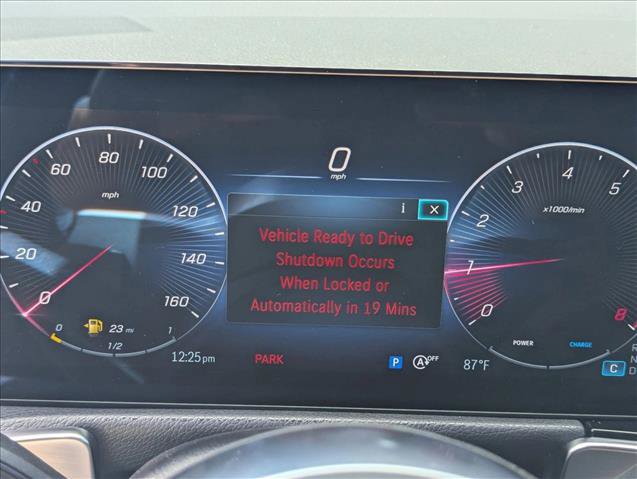 0
mph
i X
Vehicle Ready to Drive
Shutdown Occurs
When Locked or
Automatically in 19 Mins
0 20 40 60 80 100 120 140 160
mph
0 1/2 1
23 mi
0 1 2 3 4 5 8
x1000/min
POWER CHARGE
12:25 pm PARK P A OFF 87°F
R
N
D
C